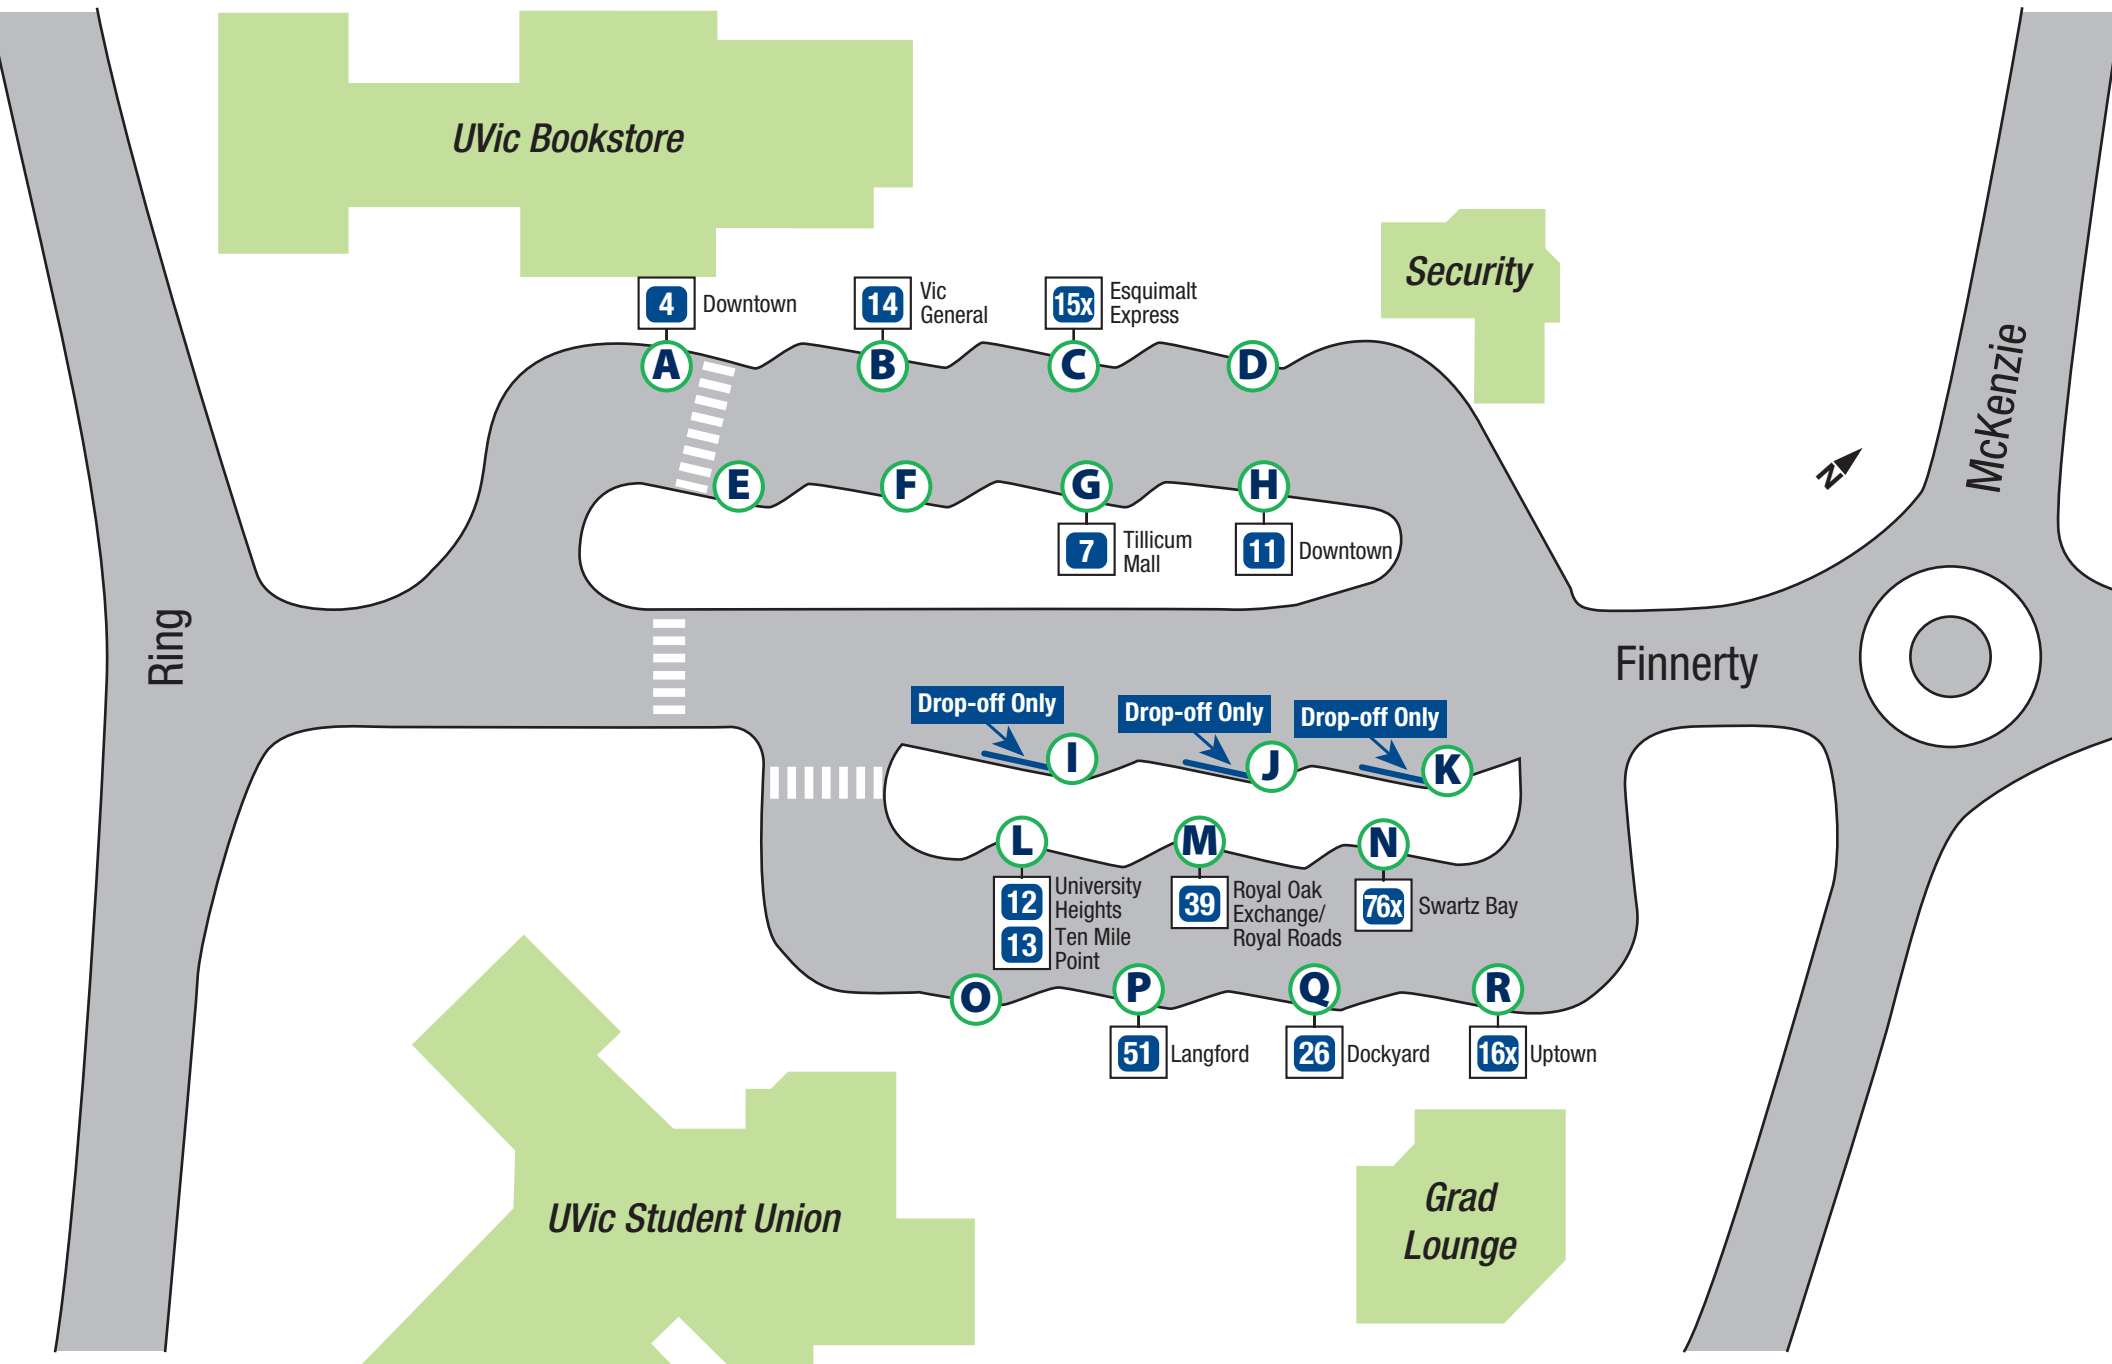 UVic Bookstore
Security
4 Downtown
14 Vic
General
15x Esquimalt
Express
A
B
C
D
McKenzie
N
E
F
G
H
7 Tillicum
Mall
11 Downtown
Ring
Finnerty
Drop-off Only
Drop-off Only
Drop-off Only
I
J
K
L
M
N
12 University
Heights
13 Ten Mile
Point
39 Royal Oak
Exchange/
Royal Roads
76x Swartz Bay
O
P
Q
R
51 Langford
26 Dockyard
16x Uptown
UVic Student Union
Grad
Lounge